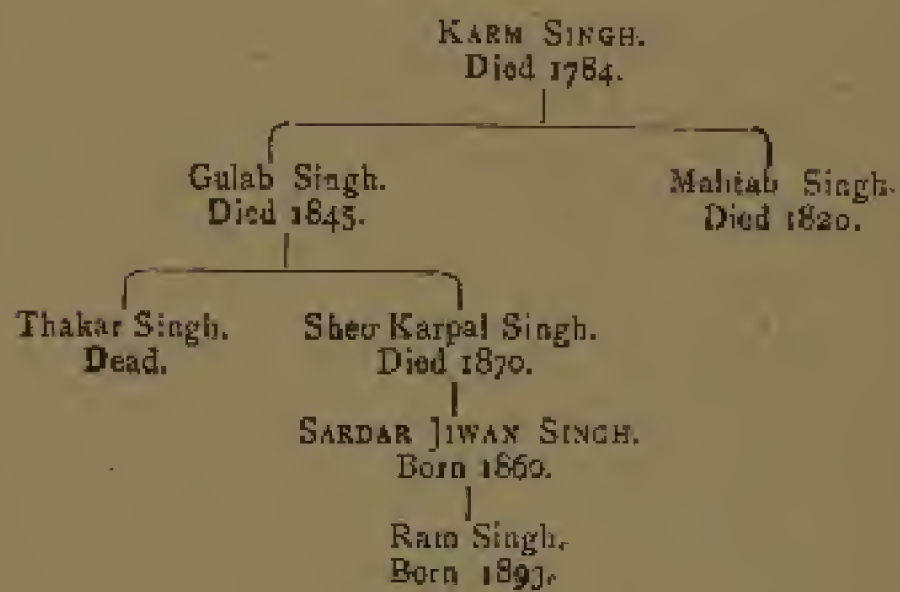 KARM SINGH.
Died 1784.
Gulab Singh.
Died 1845.
Mahtab Singh.
Died 1820.
Thakar Singh.
Dead.
Sheo Karpal Singh.
Died 1870.
SARDAR JIWAN SINGH.
Born 1860.
Ram Singh.
Born 1893.